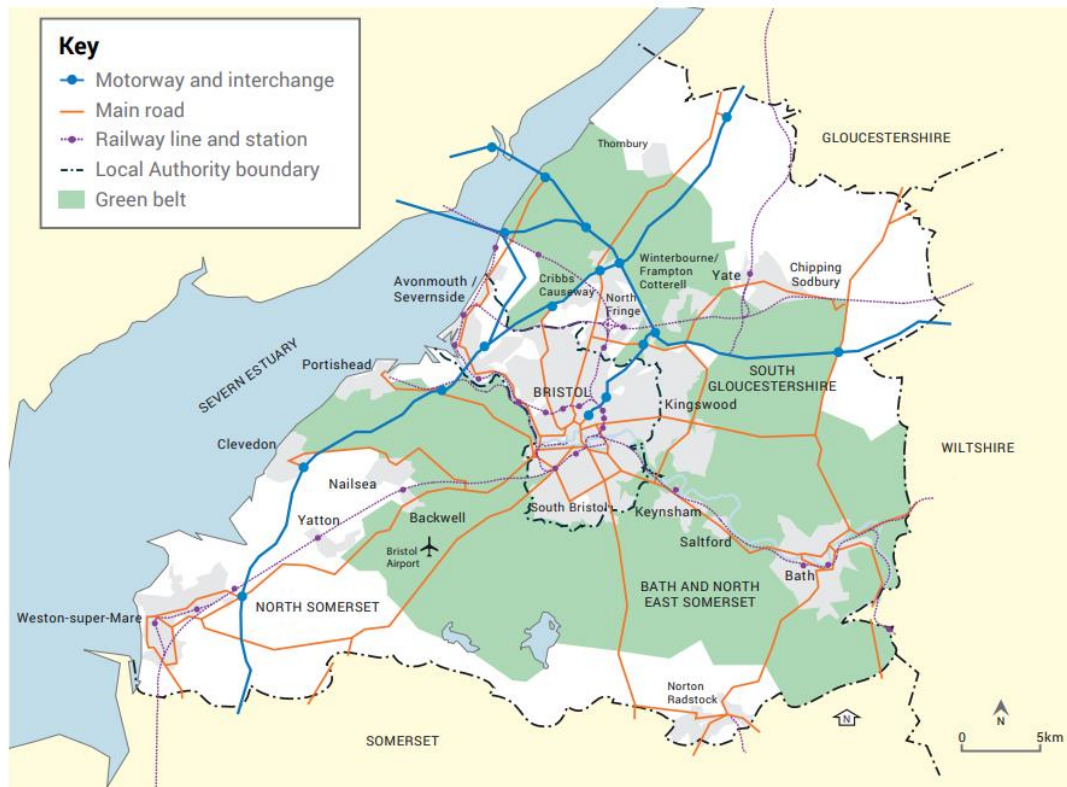 Key
Motorway and interchange
Main road
Railway line and station
Local Authority boundary
Green belt
GLOUCESTERSHIRE
Thornbury
Winterbourne/
Frampton
Cotterell
Yate
Chipping
Sodbury
Avonmouth /
Severnside
Cribbs
Causeway
North
Fringe
SEVERN ESTUARY
Portishead
BRISTOL
SOUTH
GLOUCESTERSHIRE
Kingswood
Clevedon
WILTSHIRE
Nailsea
Backwell
South Bristol
Keynsham
Yatton
Saltford
Bristol
Airport
Bath
BATH AND NORTH
EAST SOMERSET
NORTH SOMERSET
Weston-super-Mare
Norton
Radstock
N
N
SOMERSET
0
5km